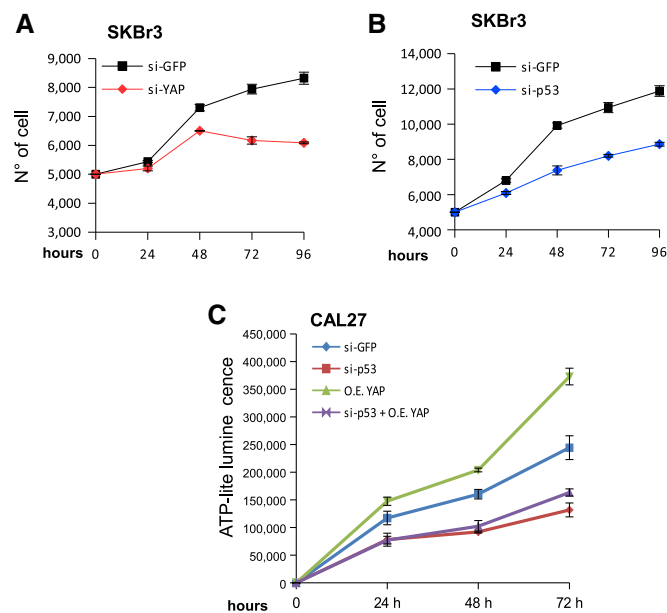 A
SKBr3
9,000
8,000
7,000
6,000
5,000
4,000
3,000
N° of cell
si-GFP
si-YAP
hours
0 24 48 72 96
B
SKBr3
14,000
12,000
10,000
8,000
6,000
4,000
N° of cell
si-GFP
si-p53
hours
0 24 48 72 96
C
CAL27
450,000
400,000
350,000
300,000
250,000
200,000
150,000
100,000
50,000
0
ATP-lite lumine cence
si-GFP
si-p53
O.E. YAP
si-p53 + O.E. YAP
hours
0 24 h 48 h 72 h